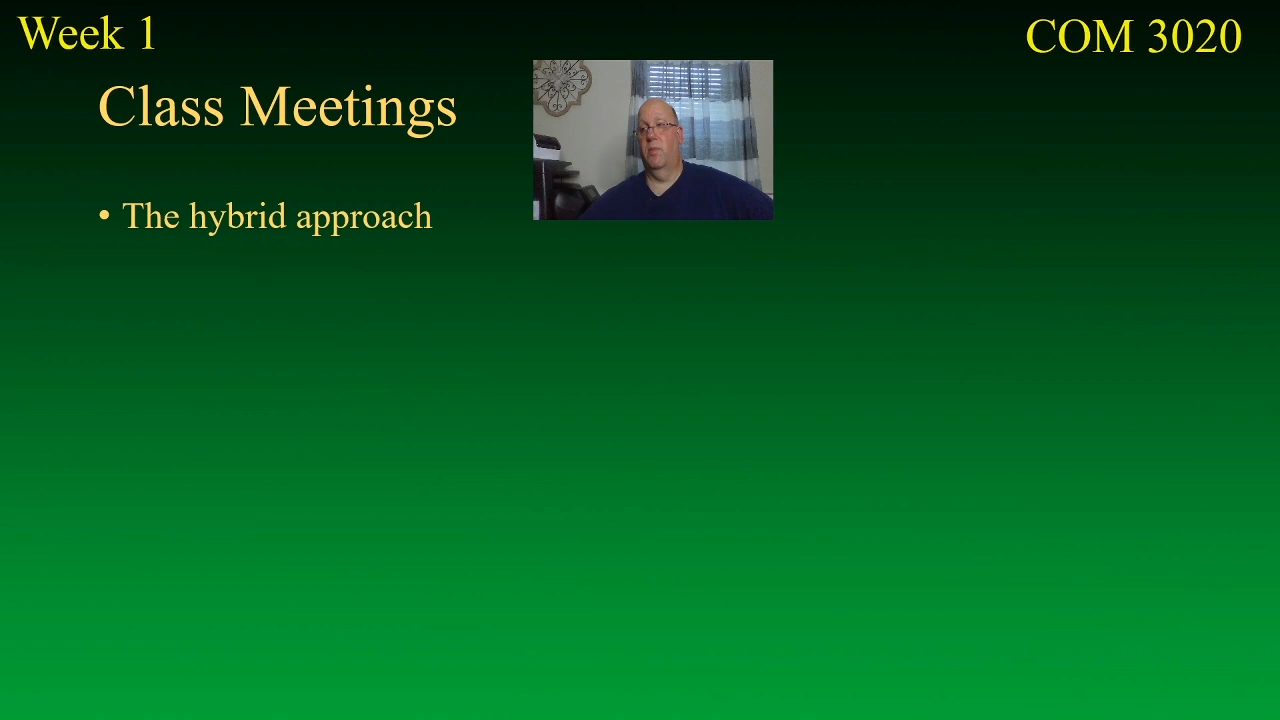 Week 1
COM 3020
Class Meetings
• The hybrid approach